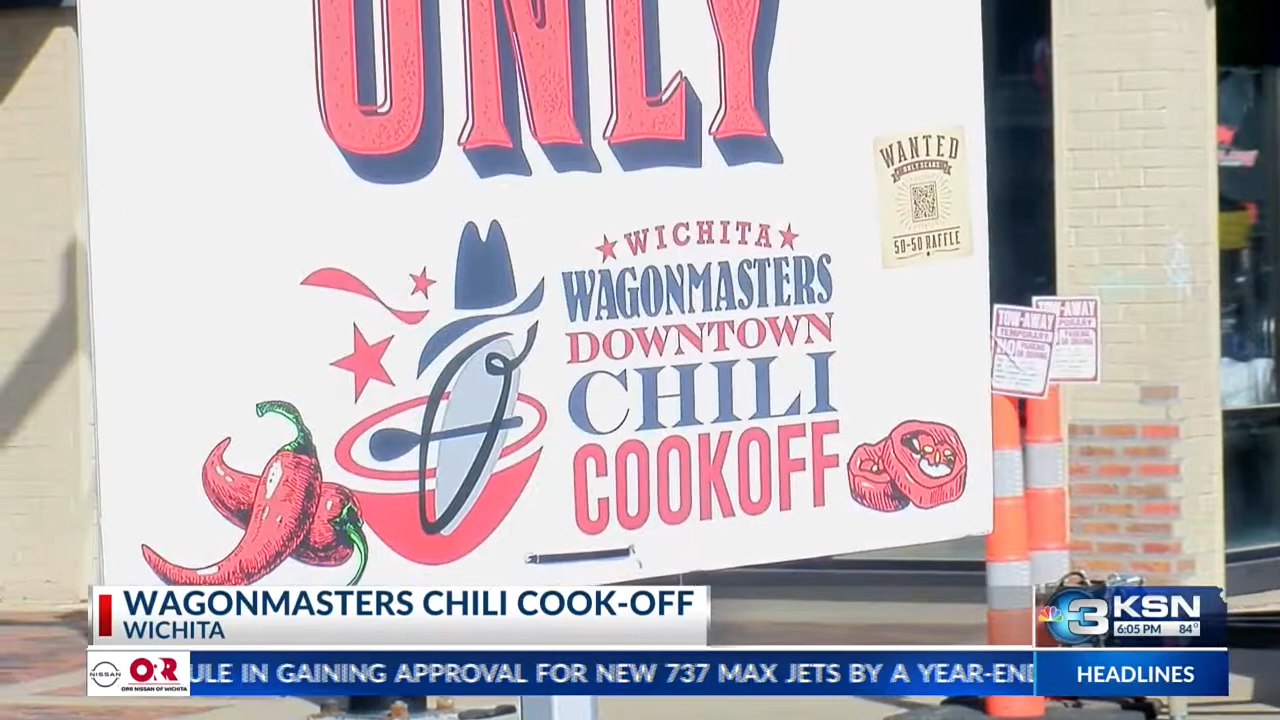 ONLY
WANTED
50-50 RAFFLE
WICHITA
WAGONMASTERS
DOWNTOWN
CHILI
COOKOFF
TOW-AWAY
TEMPORARY
NO
TOW-AWAY
WAGONMASTERS CHILI COOK-OFF
WICHITA
3 KSN
6:05 PM 84°
NISSAN
ORR
ORR NISSAN OF WICHITA
ULE IN GAINING APPROVAL FOR NEW 737 MAX JETS BY A YEAR-END
HEADLINES